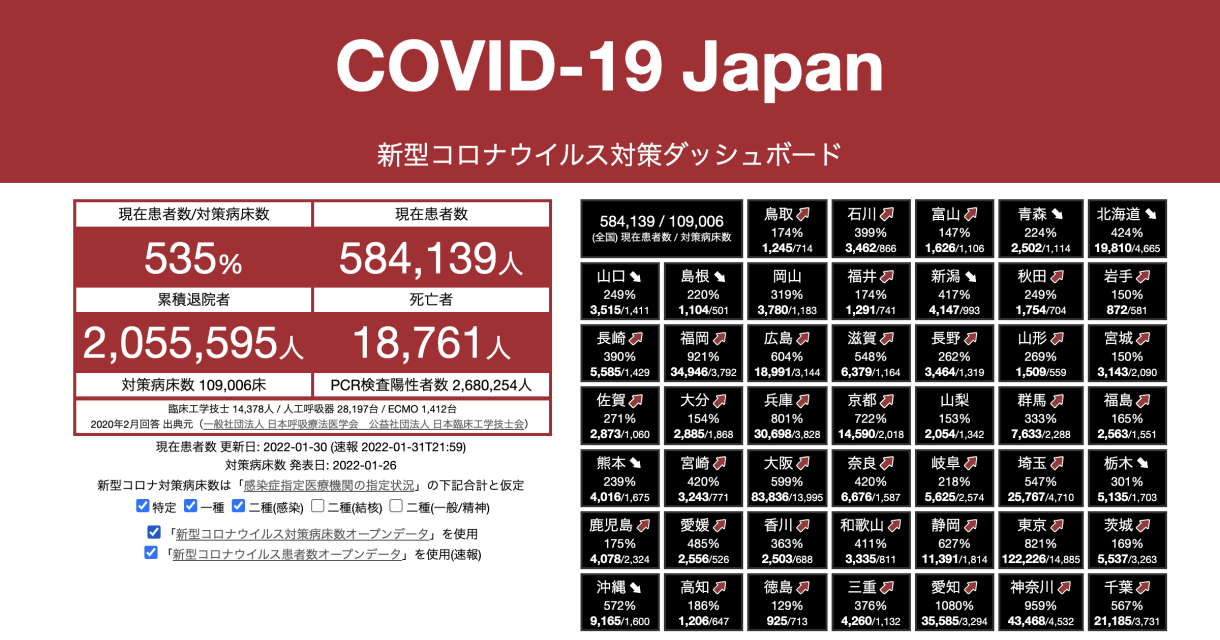 COVID-19 Japan
新型コロナウイルス対策ダッシュボード
現在患者数/対策病床数
現在患者数
535%
584,139人
累積退院者
死亡者
2,055,595人
18,761人
対策病床数 109,006床
PCR検査陽性者数 2,680,254人
臨床工学技士 14,378人 / 人工呼吸器 28,197台 / ECMO 1,412台
2020年2月回答 出典元（一般社団法人 日本呼吸療法医学会　公益社団法人 日本臨床工学技士会）
現在患者数 更新日: 2022-01-30 (速報 2022-01-31T21:59)
対策病床数 発表日: 2022-01-26
新型コロナ対策病床数は「感染症指定医療機関の指定状況」の下記合計と仮定
特定 一種 二種(感染) 二種(結核) 二種(一般/精神)
「新型コロナウイルス対策病床数オープンデータ」を使用
「新型コロナウイルス患者数オープンデータ」を使用(速報)
584,139 / 109,006
(全国) 現在患者数 / 対策病床数
鳥取
174%
1,245/714
石川
399%
3,462/866
富山
147%
1,626/1,106
青森
224%
2,502/1,114
北海道
424%
19,810/4,665
山口
249%
3,515/1,411
島根
220%
1,104/501
岡山
319%
3,780/1,183
福井
174%
1,291/741
新潟
417%
4,147/993
秋田
249%
1,754/704
岩手
150%
872/581
長崎
390%
5,585/1,429
福岡
921%
34,946/3,792
広島
604%
18,991/3,144
滋賀
548%
6,379/1,164
長野
262%
3,464/1,319
山形
269%
1,509/559
宮城
150%
3,143/2,090
佐賀
271%
2,873/1,060
大分
154%
2,885/1,868
兵庫
801%
30,698/3,828
京都
722%
14,590/2,018
山梨
153%
2,054/1,342
群馬
333%
7,633/2,288
福島
165%
2,563/1,551
熊本
239%
4,016/1,675
宮崎
420%
3,243/771
大阪
599%
83,836/13,995
奈良
420%
6,676/1,587
岐阜
218%
5,625/2,574
埼玉
547%
25,767/4,710
栃木
301%
5,135/1,703
鹿児島
175%
4,078/2,324
愛媛
485%
2,556/526
香川
363%
2,503/688
和歌山
411%
3,335/811
静岡
627%
11,391/1,814
東京
821%
122,226/14,885
茨城
169%
5,537/3,263
沖縄
572%
9,165/1,600
高知
186%
1,206/647
徳島
129%
925/713
三重
376%
4,260/1,132
愛知
1080%
35,585/3,294
神奈川
959%
43,468/4,532
千葉
567%
21,185/3,731